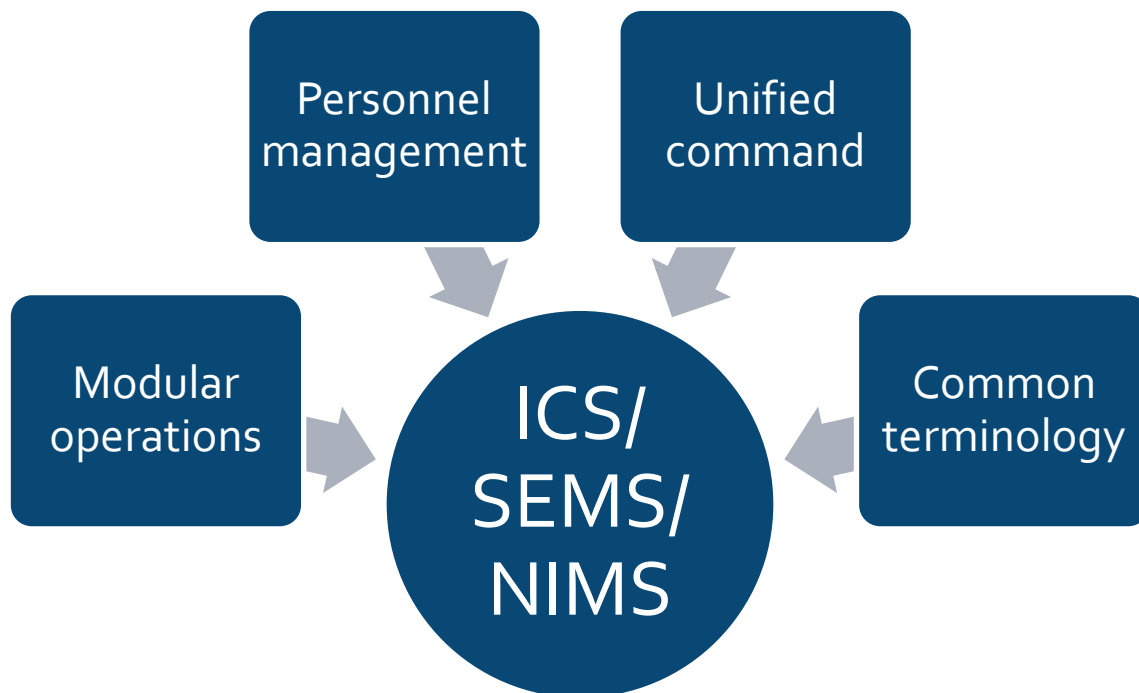 Personnel
management
Unified
command
Modular
operations
Common
terminology
ICS/
SEMS/
NIMS